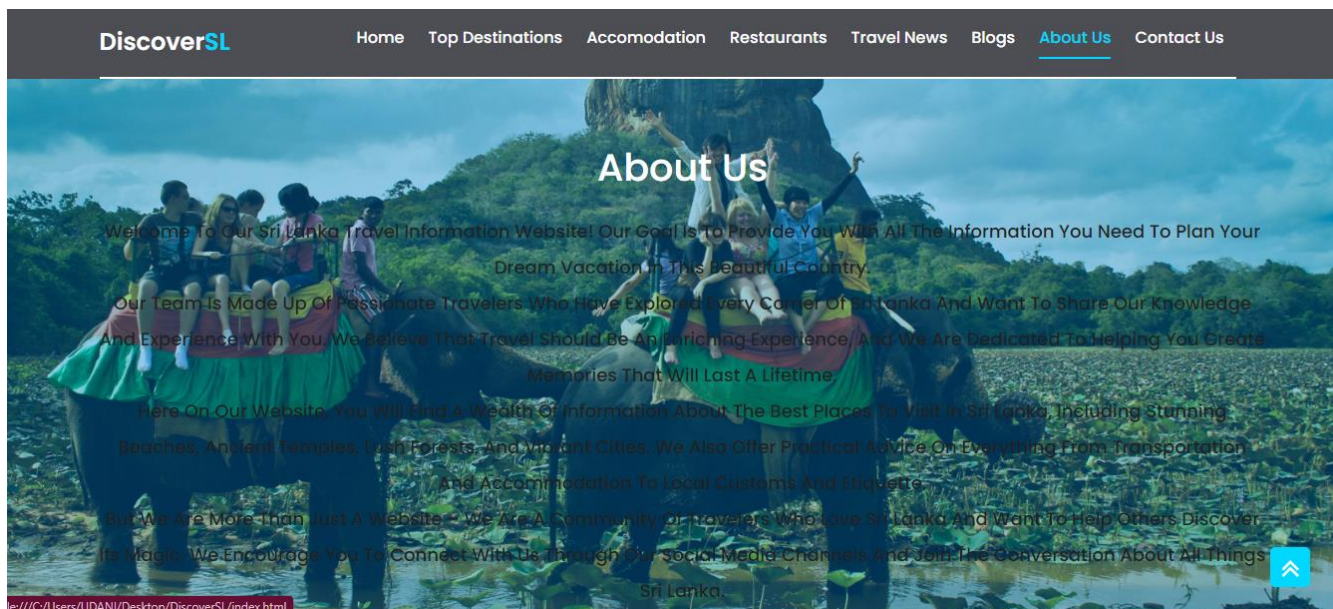 DiscoverSL Home Top Destinations Accomodation Restaurants Travel News Blogs About Us Contact Us
About Us
Welcome To Our Sri Lanka Travel Information Website! Our Goal Is To Provide You With All The Information You Need To Plan Your
Dream Vacation In This Beautiful Country.
Our Team Is Made Up Of Passionate Travelers Who Have Explored Every Corner Of Sri Lanka And Want To Share Our Knowledge
And Experience With You. We Believe That Travel Should Be An Enriching Experience, And We Are Dedicated To Helping You Create
Memories That Will Last A Lifetime.
Here On Our Website, You Will Find A Wealth Of Information About The Best Places To Visit In Sri Lanka, Including Stunning
Beaches, Ancient Temples, Lush Forests, And Vibrant Cities. We Also Offer Practical Advice On Everything From Transportation
And Accommodation To Local Customs And Etiquette.
But We Are More Than Just A Website - We Are A Community Of Travelers Who Love Sri Lanka And Want To Help Others Discover
Its Magic. We Encourage You To Connect With Us Through Our Social Media Channels And Join The Conversation About All Things
Sri Lanka.
le:///C:/Users/UDANI/Desktop/DiscoverSL/index.html